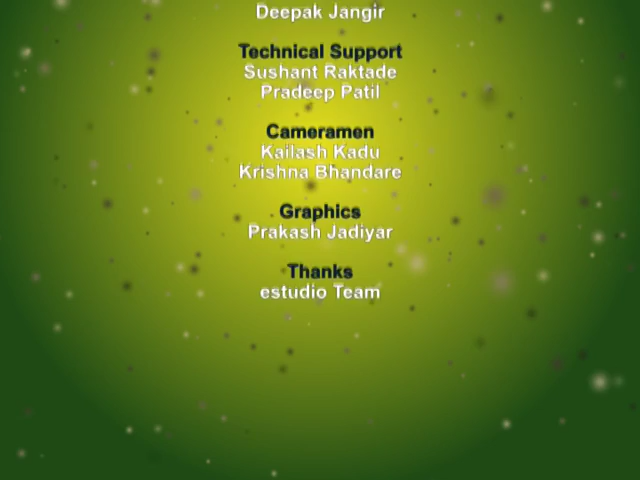 Deepak Jangir
Technical Support
Sushant Raktade
Pradeep Patil
Cameramen
Kailash Kadu
Krishna Bhandare
Graphics
Prakash Jadiyar
Thanks
estudio Team